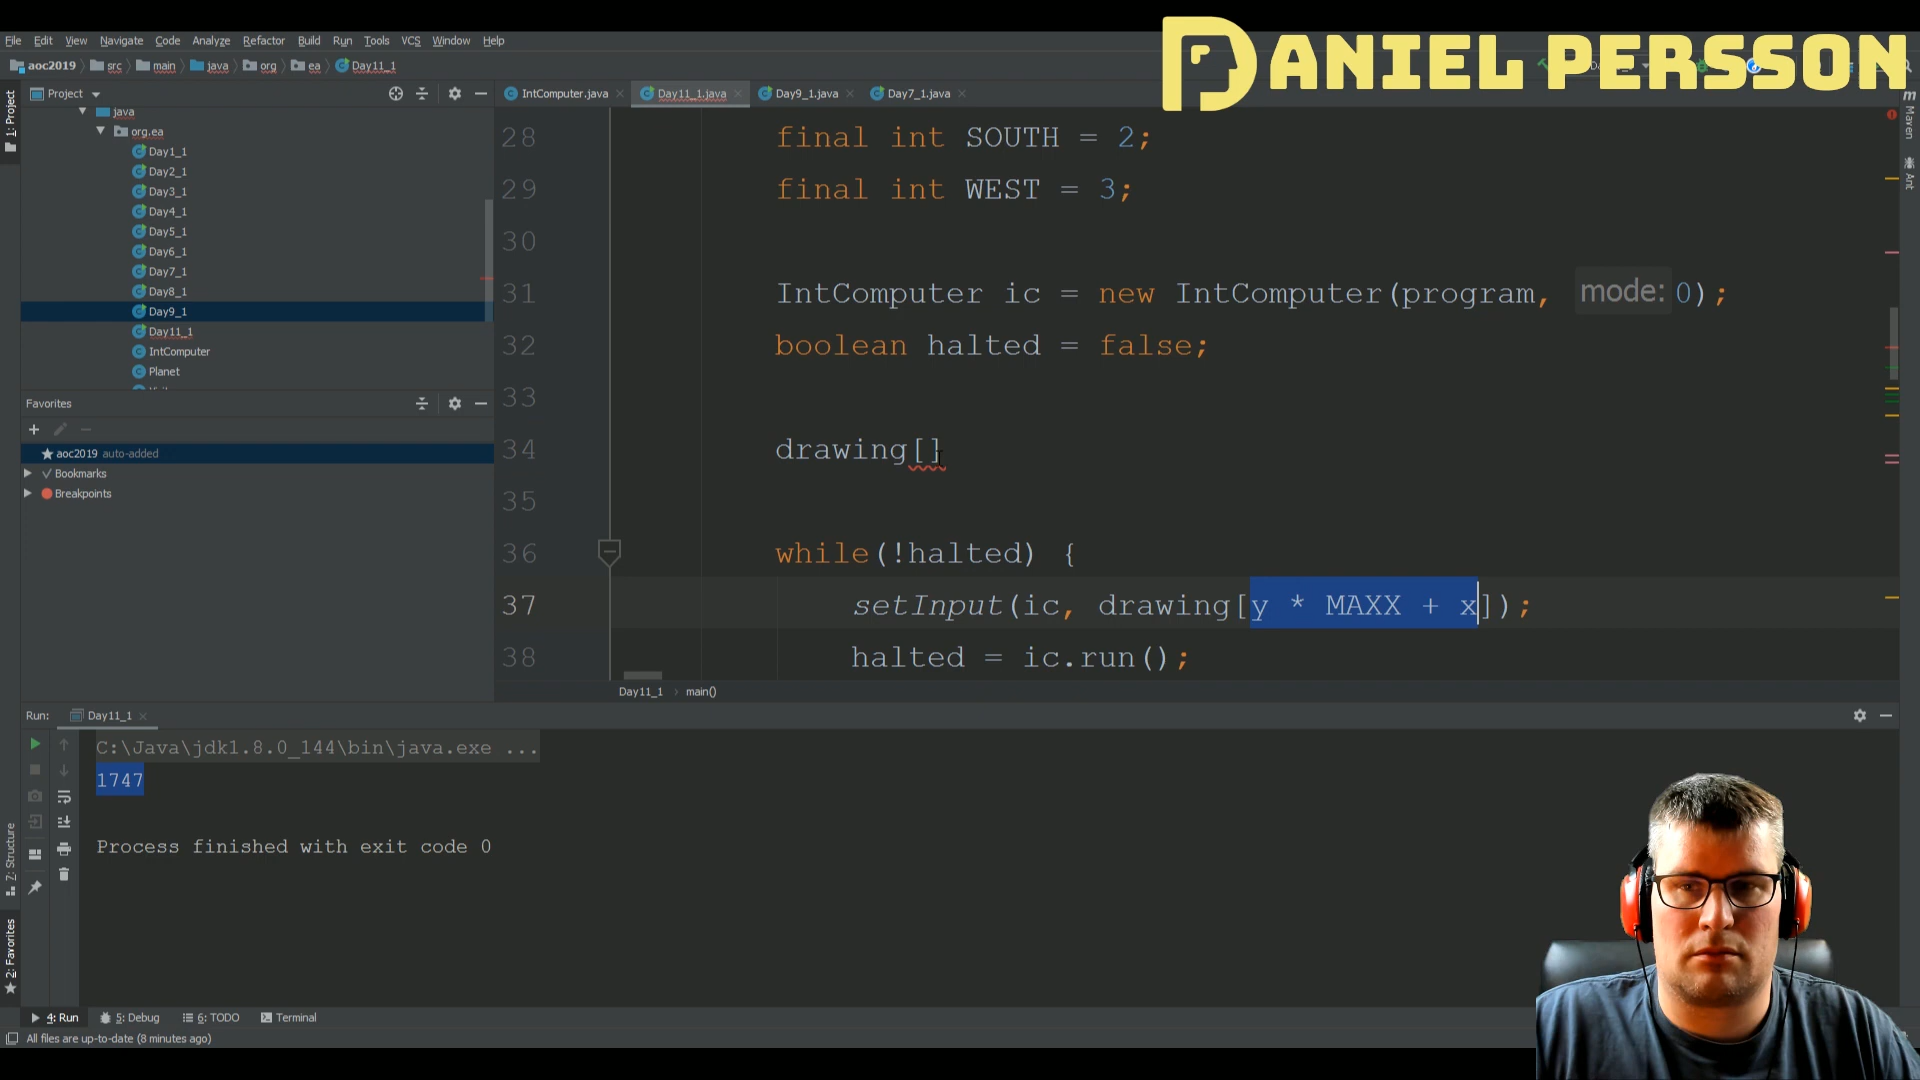 DANIEL PERSSON
File Edit View Navigate Code Analyze Refactor Build Run Tools VCS Window Help
aoc2019 src main java org ea Day11_1
Project
IntComputer.java Day11_1.java Day9_1.java Day7_1.java
1: Project
java
org.ea
Day1_1
Day2_1
Day3_1
Day4_1
Day5_1
Day6_1
Day7_1
Day8_1
Day9_1
Day11_1
IntComputer
Planet
Favorites
aoc2019 auto-added
Bookmarks
Breakpoints
28 final int SOUTH = 2;
29 final int WEST = 3;
30
31 IntComputer ic = new IntComputer(program, mode: 0);
32 boolean halted = false;
33
34 drawing[]
35
36 while(!halted) {
37 setInput(ic, drawing[y * MAXX + x]);
38 halted = ic.run();
Day11_1 main()
Maven
Ant
Run: Day11_1
C:\Java\jdk1.8.0_144\bin\java.exe ...
1747
Process finished with exit code 0
7: Structure
2: Favorites
4: Run 5: Debug 6: TODO Terminal
All files are up-to-date (8 minutes ago)